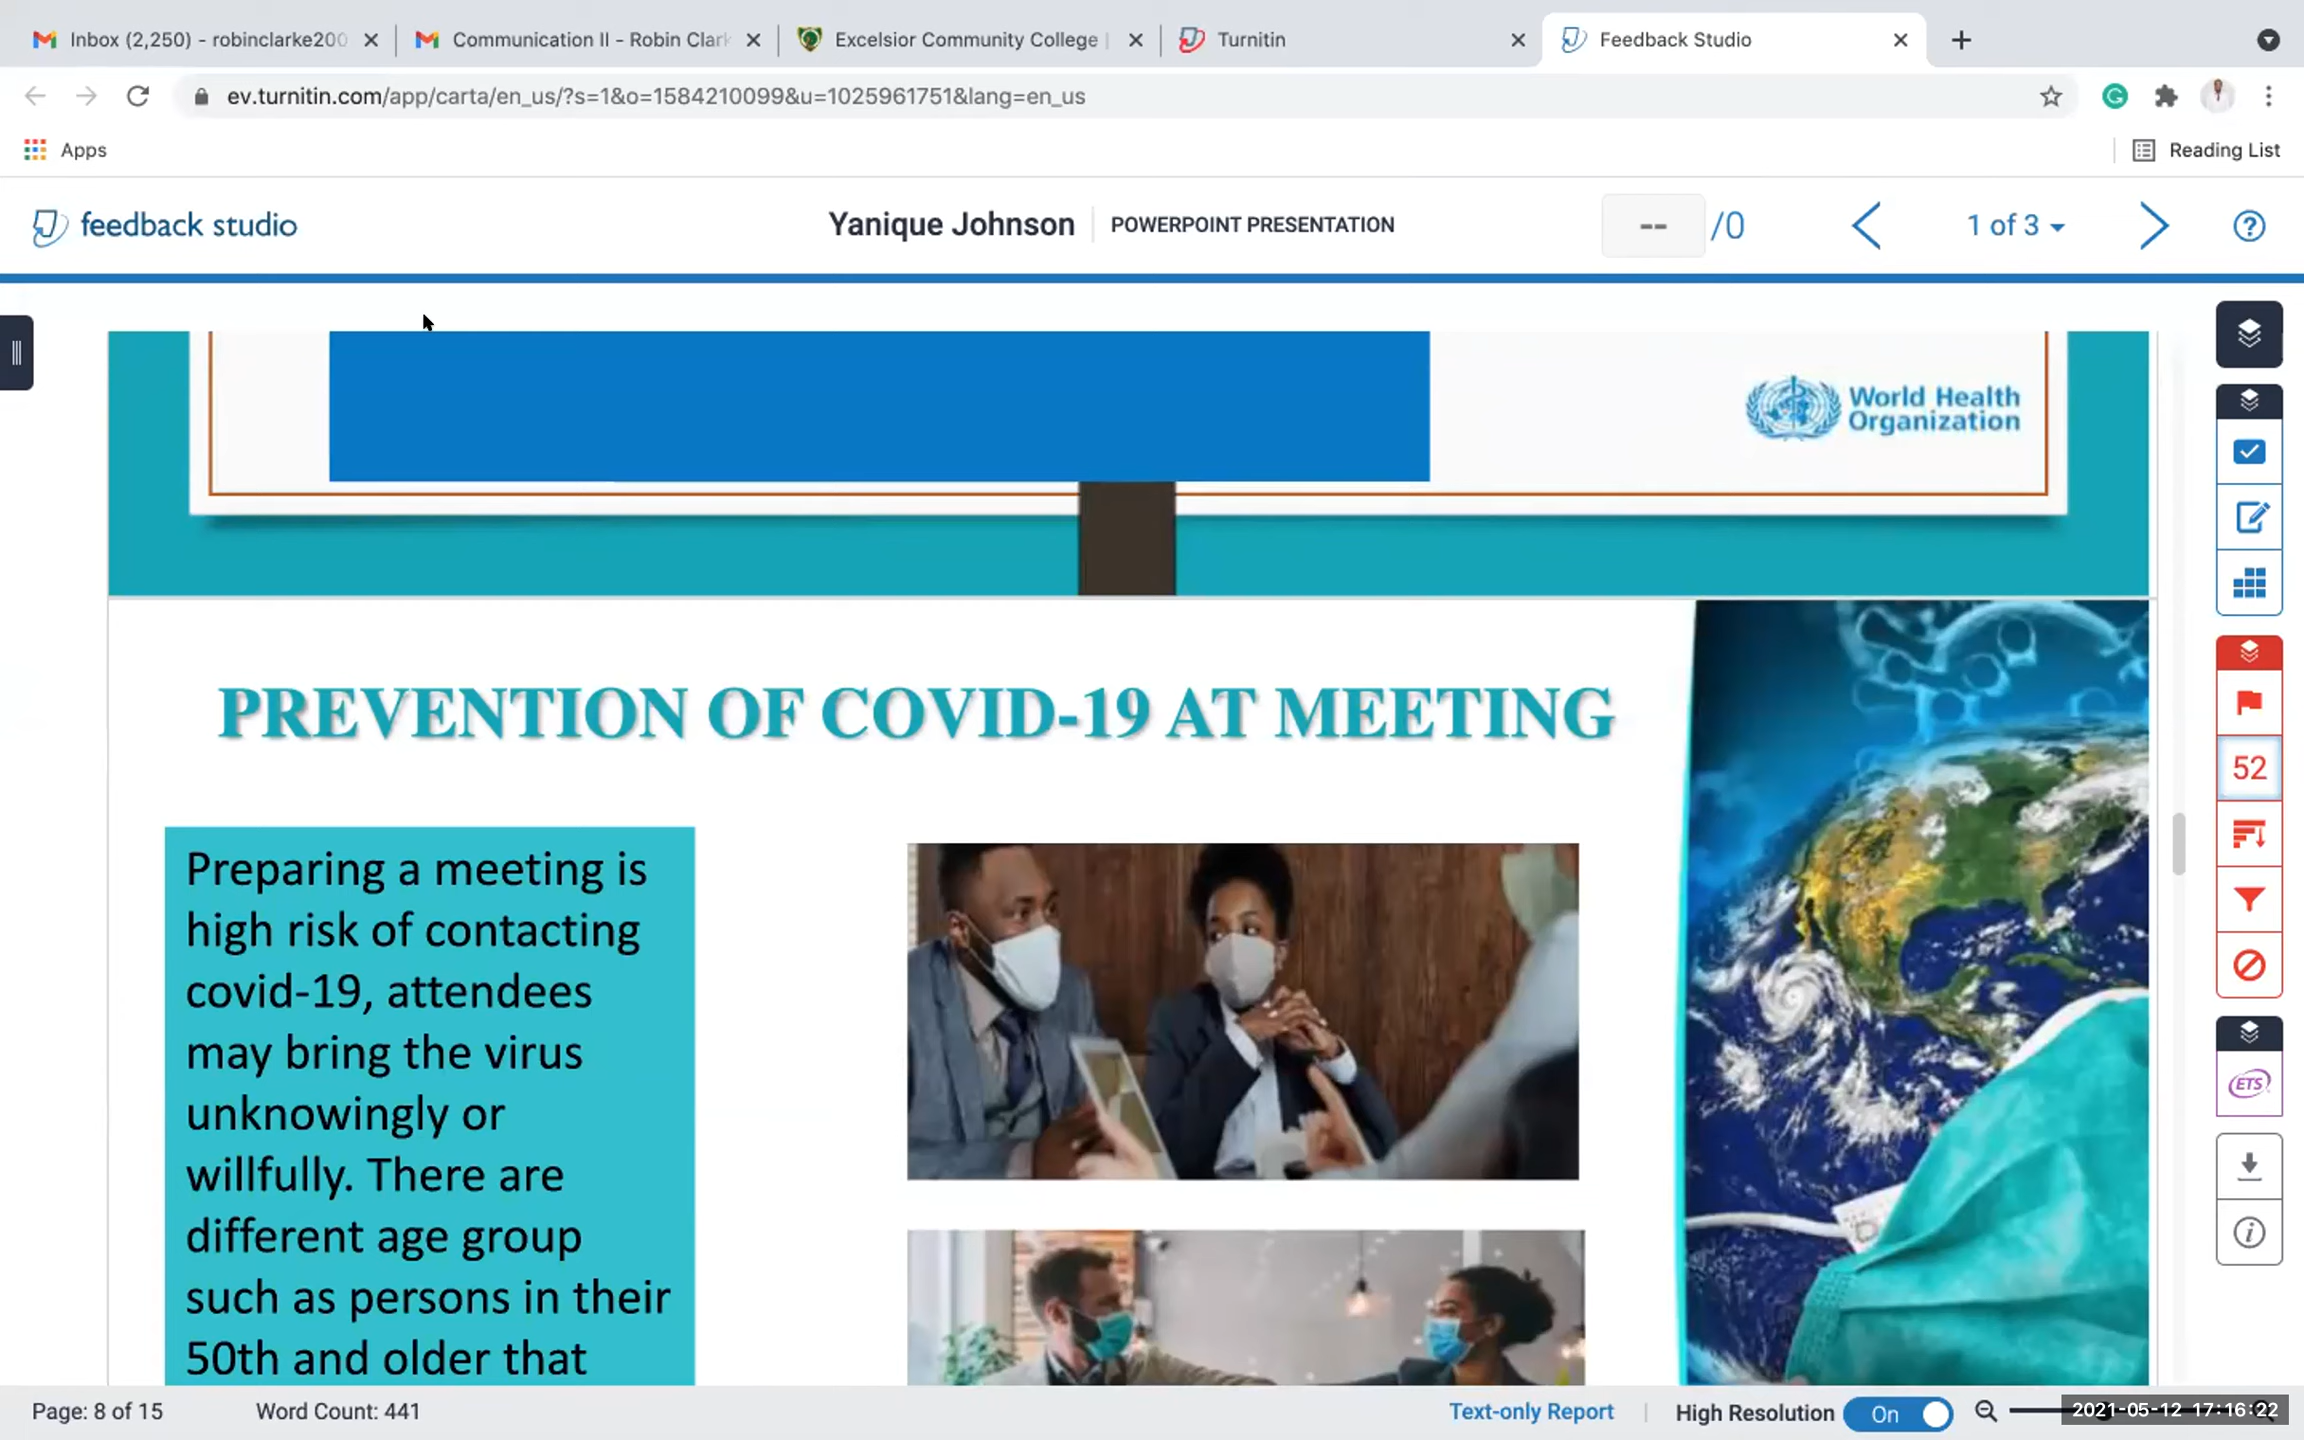 Inbox (2,250) - robinclarke200
Communication II - Robin Clark
Excelsior Community College |
Turnitin
Feedback Studio
ev.turnitin.com/app/carta/en_us/?s=1&o=1584210099&u=1025961751&lang=en_us
Apps
Reading List
feedback studio
Yanique Johnson
POWERPOINT PRESENTATION
-- /0
1 of 3
World Health
Organization
PREVENTION OF COVID-19 AT MEETING
52
Preparing a meeting is
high risk of contacting
covid-19, attendees
may bring the virus
unknowingly or
willfully. There are
different age group
such as persons in their
50th and older that
ETS
Page: 8 of 15
Word Count: 441
Text-only Report
High Resolution
On
2021-05-12 17:16:22